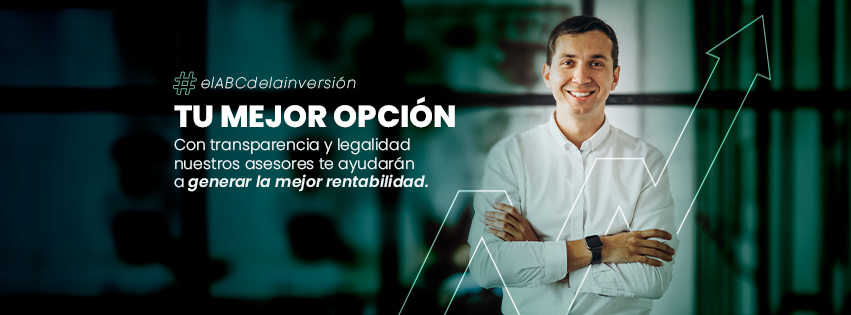 #elABCdelainversión
TU MEJOR OPCIÓN
Con transparencia y legalidad
nuestros asesores te ayudarán
a generar la mejor rentabilidad.